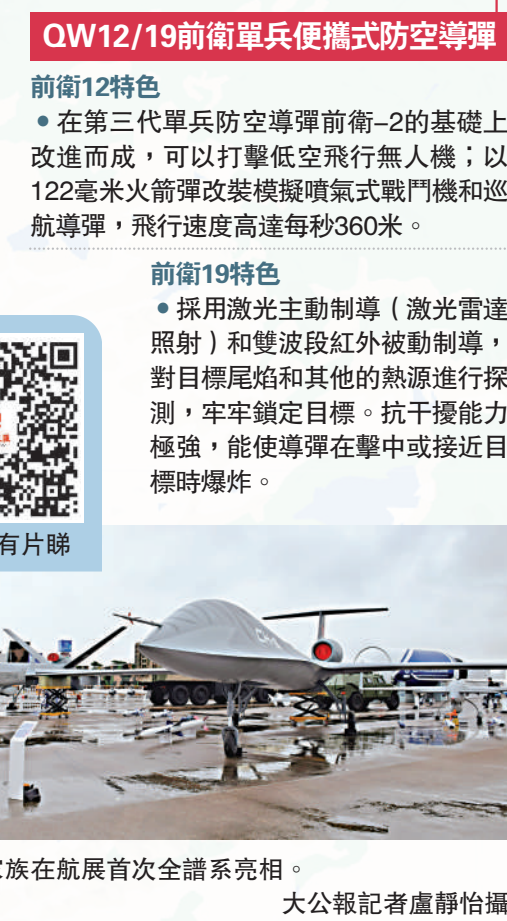 QW12/19前衛單兵便攜式防空導彈
前衛12特色
●在第三代單兵防空導彈前衛–2的基礎上
改進而成，可以打擊低空飛行無人機；以
122毫米火箭彈改裝模擬噴氣式戰鬥機和巡
航導彈，飛行速度高達每秒360米。
前衛19特色
●採用激光主動制導（激光雷達
照射）和雙波段紅外被動制導，
對目標尾焰和其他的熱源進行探
測，牢牢鎖定目標。抗干擾能力
極強，能使導彈在擊中或接近目
標時爆炸。
有片睇
家族在航展首次全譜系亮相。
大公報記者盧靜怡攝